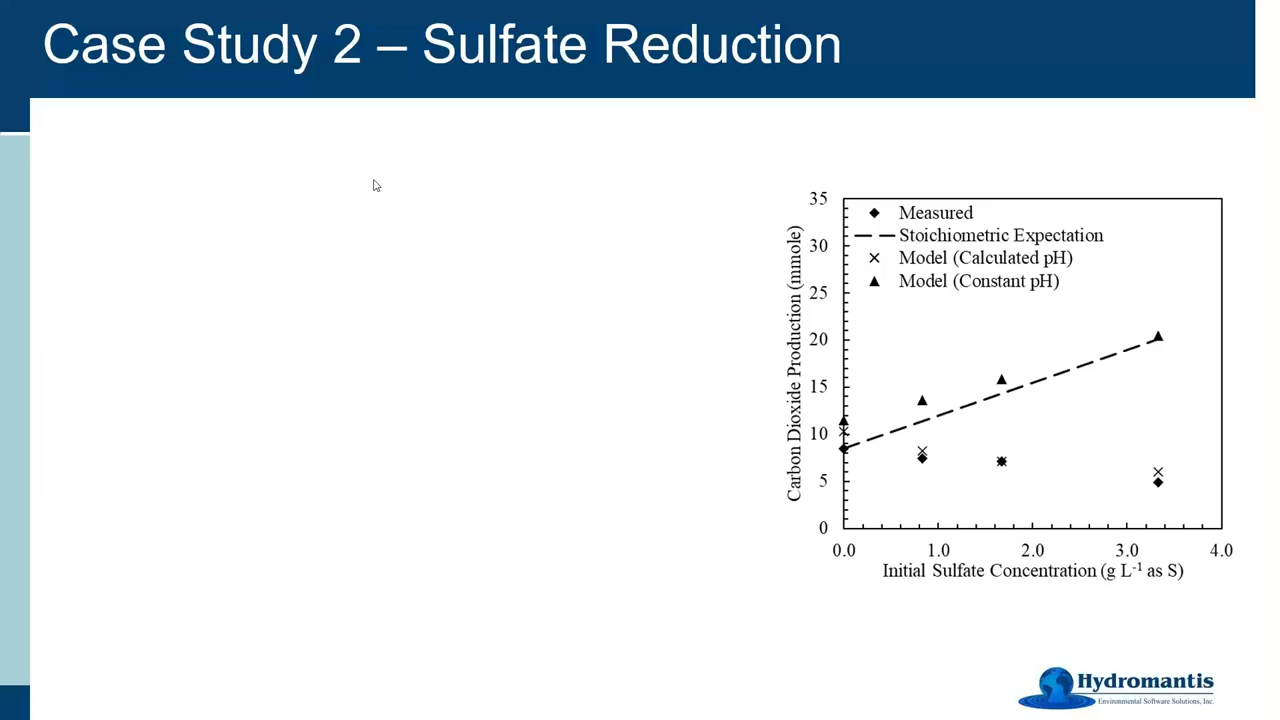 Case Study 2 – Sulfate Reduction
35
30
25
20
15
10
5
0
Carbon Dioxide Production (mmole)
Measured
Stoichiometric Expectation
Model (Calculated pH)
Model (Constant pH)
0.0 1.0 2.0 3.0 4.0
Initial Sulfate Concentration (g L⁻¹ as S)
Hydromantis
Environmental Software Solutions, Inc.